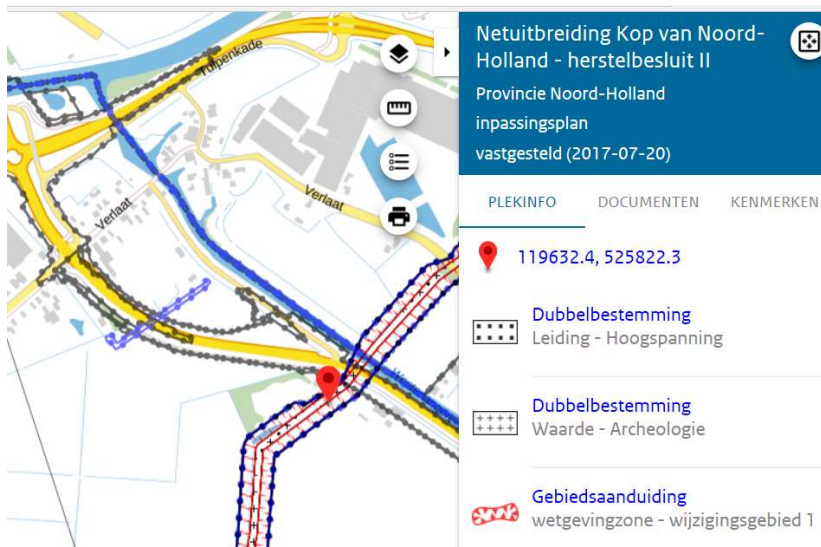 Netuitbreiding Kop van Noord-
Holland - herstelbesluit II
Provincie Noord-Holland
inpassingsplan
vastgesteld (2017-07-20)
PLEKINFO DOCUMENTEN KENMERKEN
119632.4, 525822.3
Dubbelbestemming
Leiding - Hoogspanning
Dubbelbestemming
Waarde - Archeologie
Gebiedsaanduiding
wetgevingzone - wijzigingsgebied 1
Tulpenkade
Verlaat
Verlaat